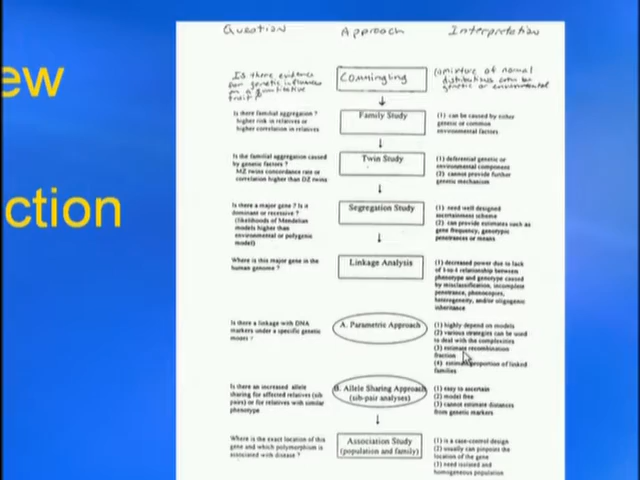 Question Approach Interpretation
ew
ction
Is there evidence
for genetic influences
on a quantitative
trait?
Commingling
(a mixture of normal
distributions can be
genetic or environmental
Is there familial aggregation ?
higher risk in relatives or
higher correlation in relatives
Family Study
(1) can be caused by either
genetic or common
environmental factors
Is the familial aggregation caused
by genetic factors ?
MZ twins concordance rate or
correlation higher than DZ twins
Twin Study
(1) deferential genetic or
environmental component
(2) cannot provide further
genetic mechanism
Is there a major gene ? Is it
dominant or recessive ?
(likelihoods of Mendelian
models higher than
environmental or polygenic
model)
Segregation Study
(1) need well designed
ascertainment scheme
(2) can provide estimates such as
gene frequency, genotypic
penetrances or means
Where is this major gene in the
human genome ?
Linkage Analysis
(1) decreased power due to lack
of 1-to-1 relationship between
phenotype and genotype caused
by misclassification, incomplete
penetrance, phenocopies,
heterogeneity, and/or oligogenic
inheritance
Is there a linkage with DNA
markers under a specific genetic
model ?
A. Parametric Approach
(1) highly depend on models
(2) various strategies can be used
to deal with the complexities
(3) estimate recombination
fraction
(4) estimate proportion of linked
families
Is there an increased allele
sharing for affected relatives (sib
pairs) or for relatives with similar
phenotype
B. Allele Sharing Approach
(sib-pair analyses)
(1) easy to ascertain
(2) model free
(3) cannot estimate distances
from genetic markers
Where is the exact location of this
gene and which polymorphism is
associated with disease ?
Association Study
(population and family)
(1) is a case-control design
(2) usually can pinpoint the
location of the gene
(3) need isolated and
homogeneous population